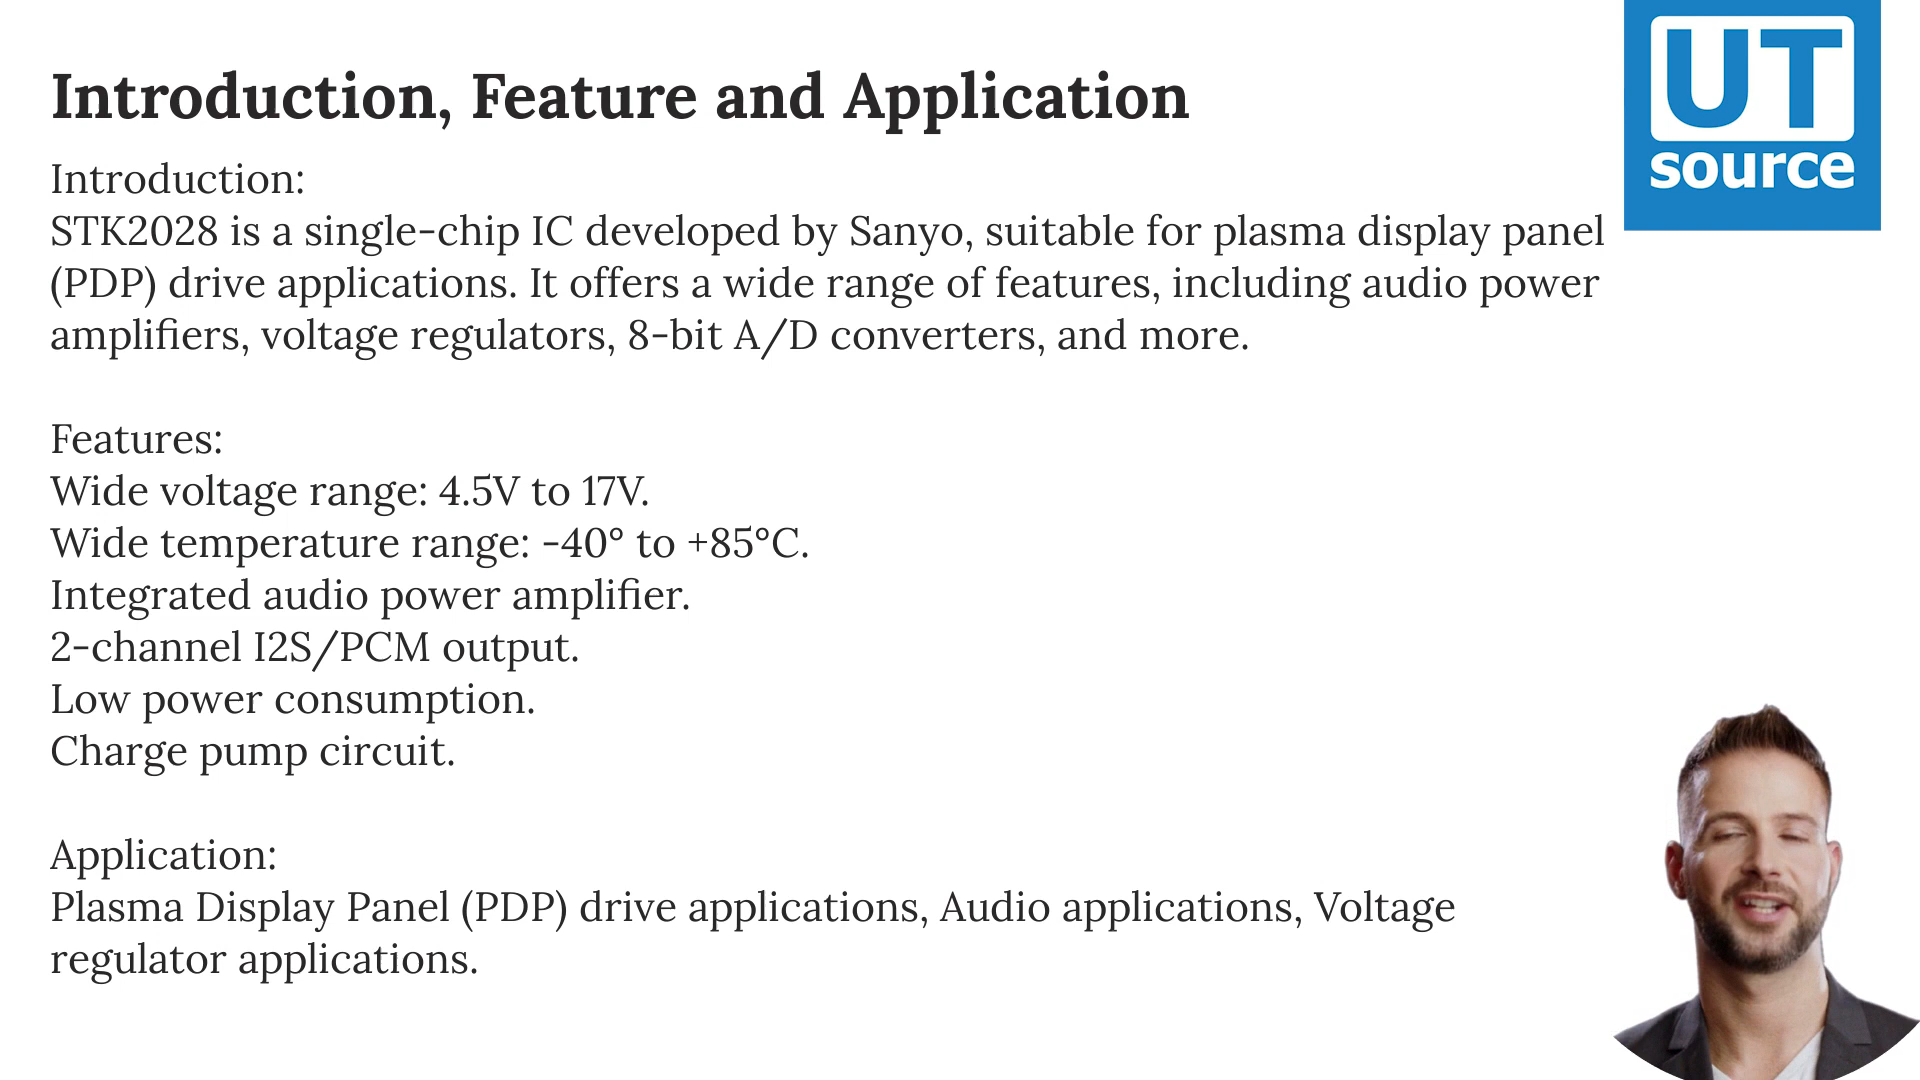 Introduction, Feature and Application
Introduction:
STK2028 is a single-chip IC developed by Sanyo, suitable for plasma display panel
(PDP) drive applications. It offers a wide range of features, including audio power
amplifiers, voltage regulators, 8-bit A/D converters, and more.
Features:
Wide voltage range: 4.5V to 17V.
Wide temperature range: -40° to +85°C.
Integrated audio power amplifier.
2-channel I2S/PCM output.
Low power consumption.
Charge pump circuit.
Application:
Plasma Display Panel (PDP) drive applications, Audio applications, Voltage
regulator applications.
UT
source